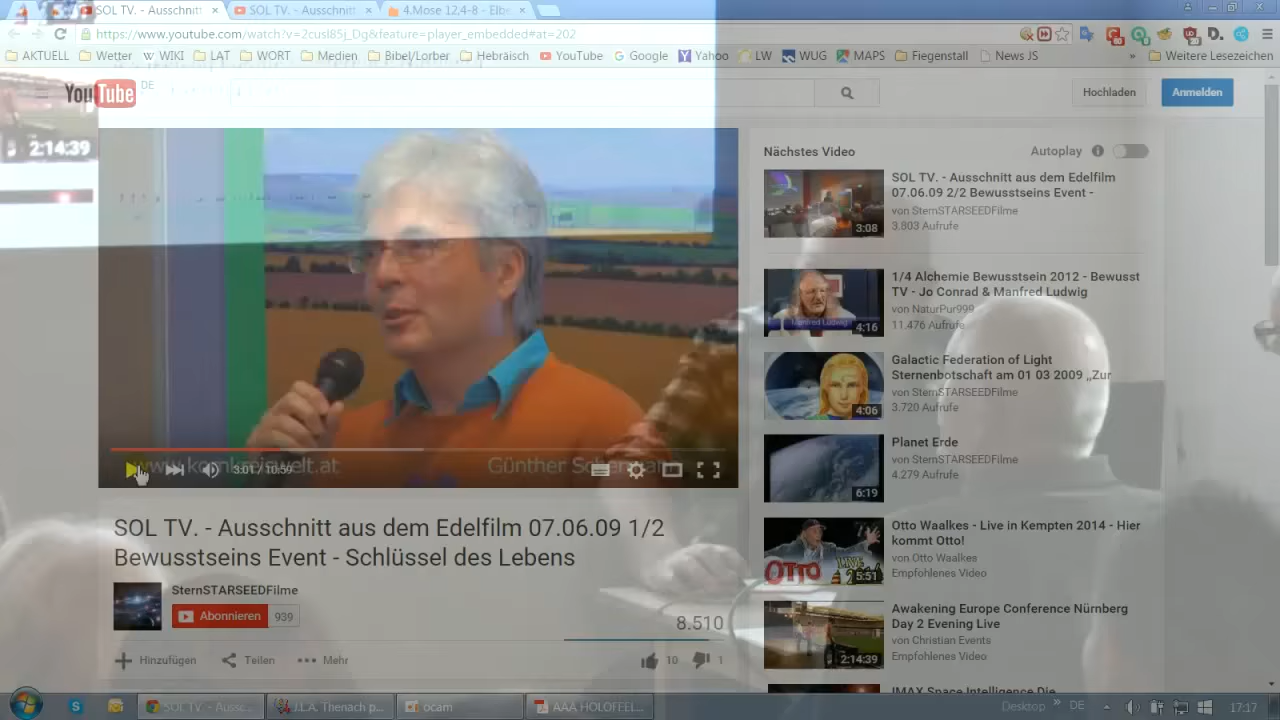 SOL TV. - Ausschnitt
SOL TV. - Ausschnitt
4.Mose 12,4-8 - Elbe
https://www.youtube.com/watch?v=2cusl85j_Dg&feature=player_embedded#at=202
AKTUELL
Wetter
W WIKI
LAT
WORT
Medien
Bibel/Lorber
Hebräisch
YouTube
Google
Yahoo
LW
WUG
MAPS
Fiegenstall
News JS
Weitere Lesezeichen
YouTube DE
Hochladen
Anmelden
2:14:39
www.
welt.at
Günther
3:01 / 10:59
SOL TV. - Ausschnitt aus dem Edelfilm 07.06.09 1/2
Bewusstseins Event - Schlüssel des Lebens
SternSTARSEEDFilme
Abonnieren 939
8.510
Hinzufügen
Teilen
Mehr
10
1
Nächstes Video
Autoplay
SOL TV. - Ausschnitt aus dem Edelfilm
07.06.09 2/2 Bewusstseins Event -
von SternSTARSEEDFilme
3.803 Aufrufe
3:08
1/4 Alchemie Bewusstsein 2012 - Bewusst
TV - Jo Conrad & Manfred Ludwig
von NaturPur999
11.476 Aufrufe
Manfred Ludwig
4:16
Galactic Federation of Light
Sternenbotschaft am 01 03 2009 „Zur
von SternSTARSEEDFilme
3.720 Aufrufe
4:06
Planet Erde
von SternSTARSEEDFilme
4.279 Aufrufe
6:19
Otto Waalkes - Live in Kempten 2014 - Hier
kommt Otto!
von Otto Waalkes
Empfohlenes Video
OTTO LIVE
5:51
Awakening Europe Conference Nürnberg
Day 2 Evening Live
von Christian Events
Empfohlenes Video
2:14:39
IMAX Space Intelligence Die
SOL TV. - Aussc...
J.L.A. Thenach p...
ocam
AAA HOLOFFEL...
Desktop
DE
17:17